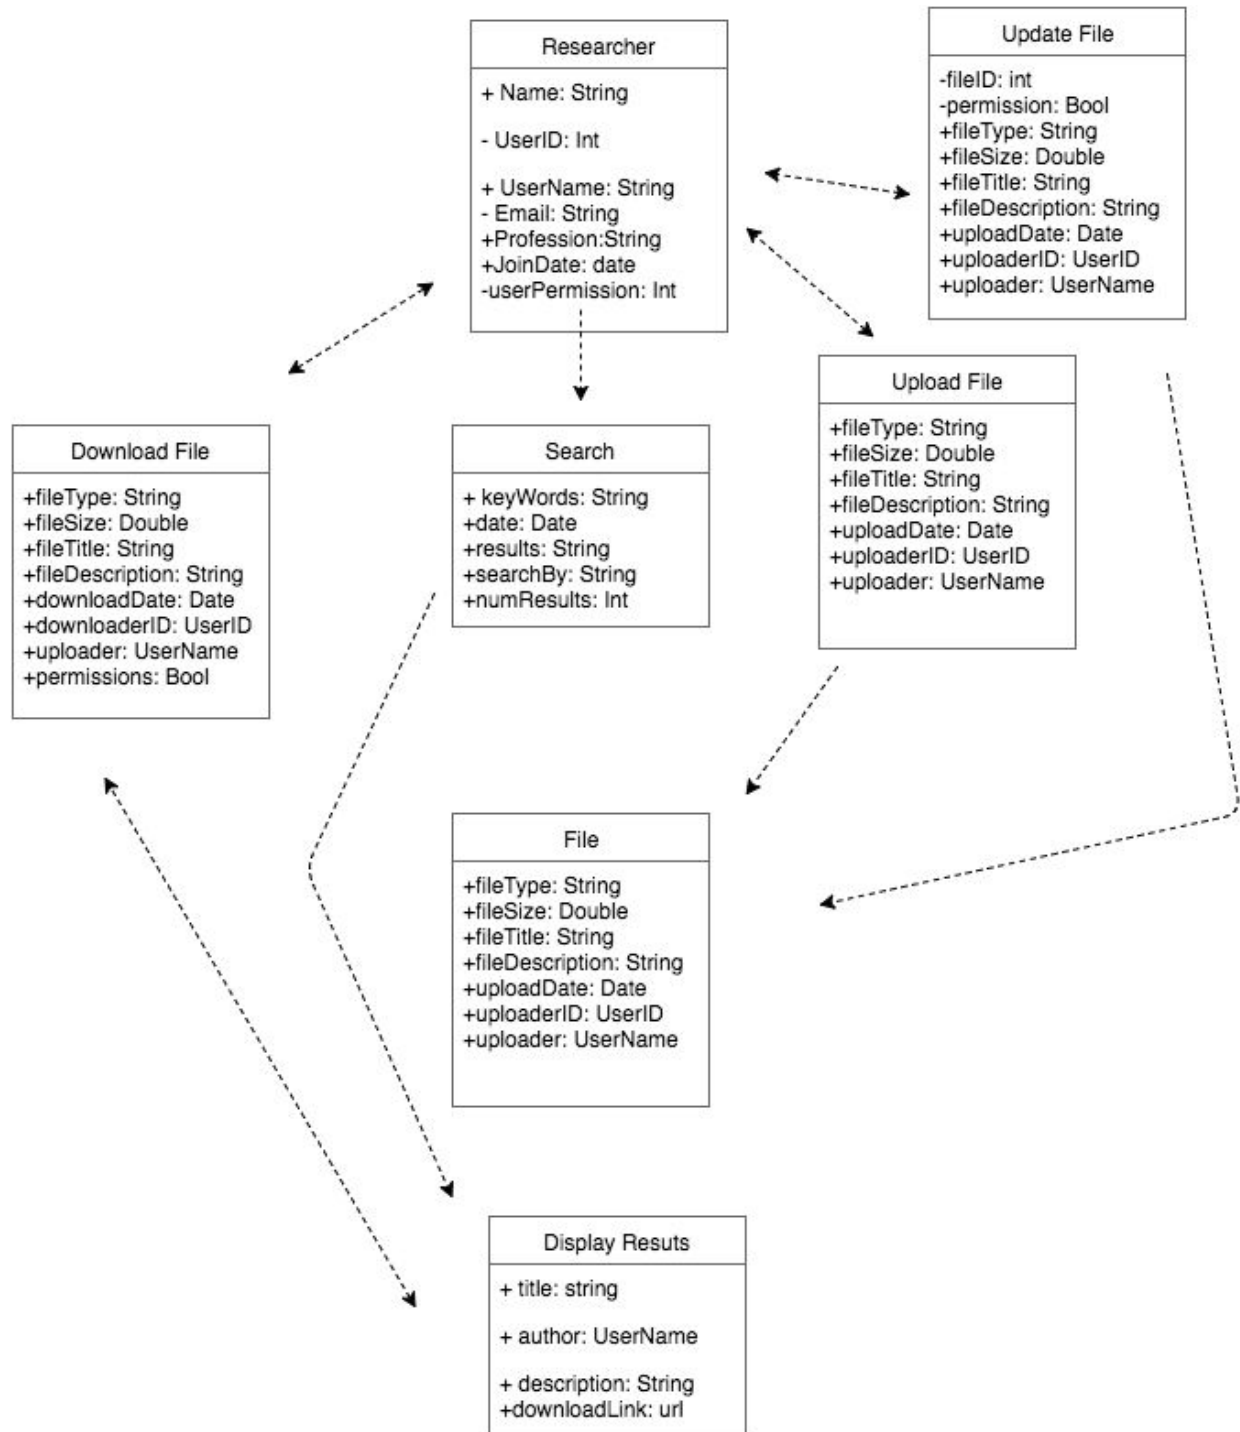 Researcher
+ Name: String
- UserID: Int
+ UserName: String
- Email: String
+Profession:String
+JoinDate: date
-userPermission: Int
Update File
-fileID: int
-permission: Bool
+fileType: String
+fileSize: Double
+fileTitle: String
+fileDescription: String
+uploadDate: Date
+uploaderID: UserID
+uploader: UserName
Download File
+fileType: String
+fileSize: Double
+fileTitle: String
+fileDescription: String
+downloadDate: Date
+downloaderID: UserID
+uploader: UserName
+permissions: Bool
Search
+ keyWords: String
+date: Date
+results: String
+searchBy: String
+numResults: Int
Upload File
+fileType: String
+fileSize: Double
+fileTitle: String
+fileDescription: String
+uploadDate: Date
+uploaderID: UserID
+uploader: UserName
File
+fileType: String
+fileSize: Double
+fileTitle: String
+fileDescription: String
+uploadDate: Date
+uploaderID: UserID
+uploader: UserName
Display Resuts
+ title: string
+ author: UserName
+ description: String
+downloadLink: url